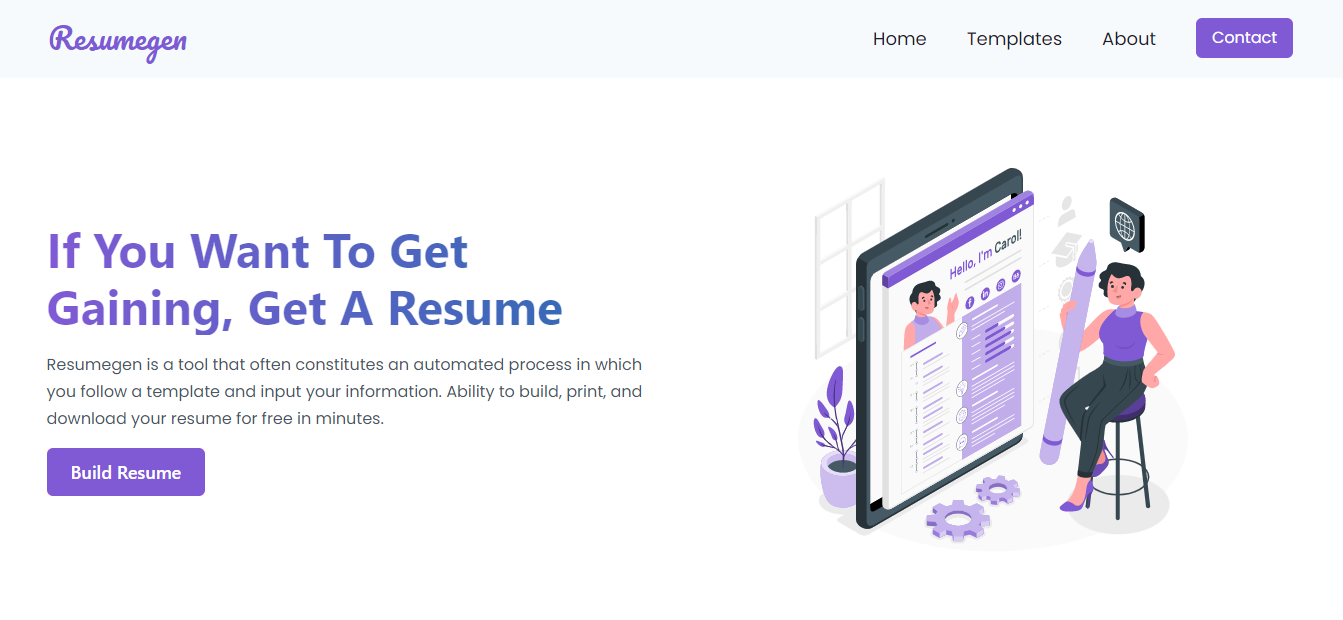 Resumegen
Home Templates About Contact
If You Want To Get
Gaining, Get A Resume
Resumegen is a tool that often constitutes an automated process in which
you follow a template and input your information. Ability to build, print, and
download your resume for free in minutes.
Build Resume
Hello, I'm Carol!